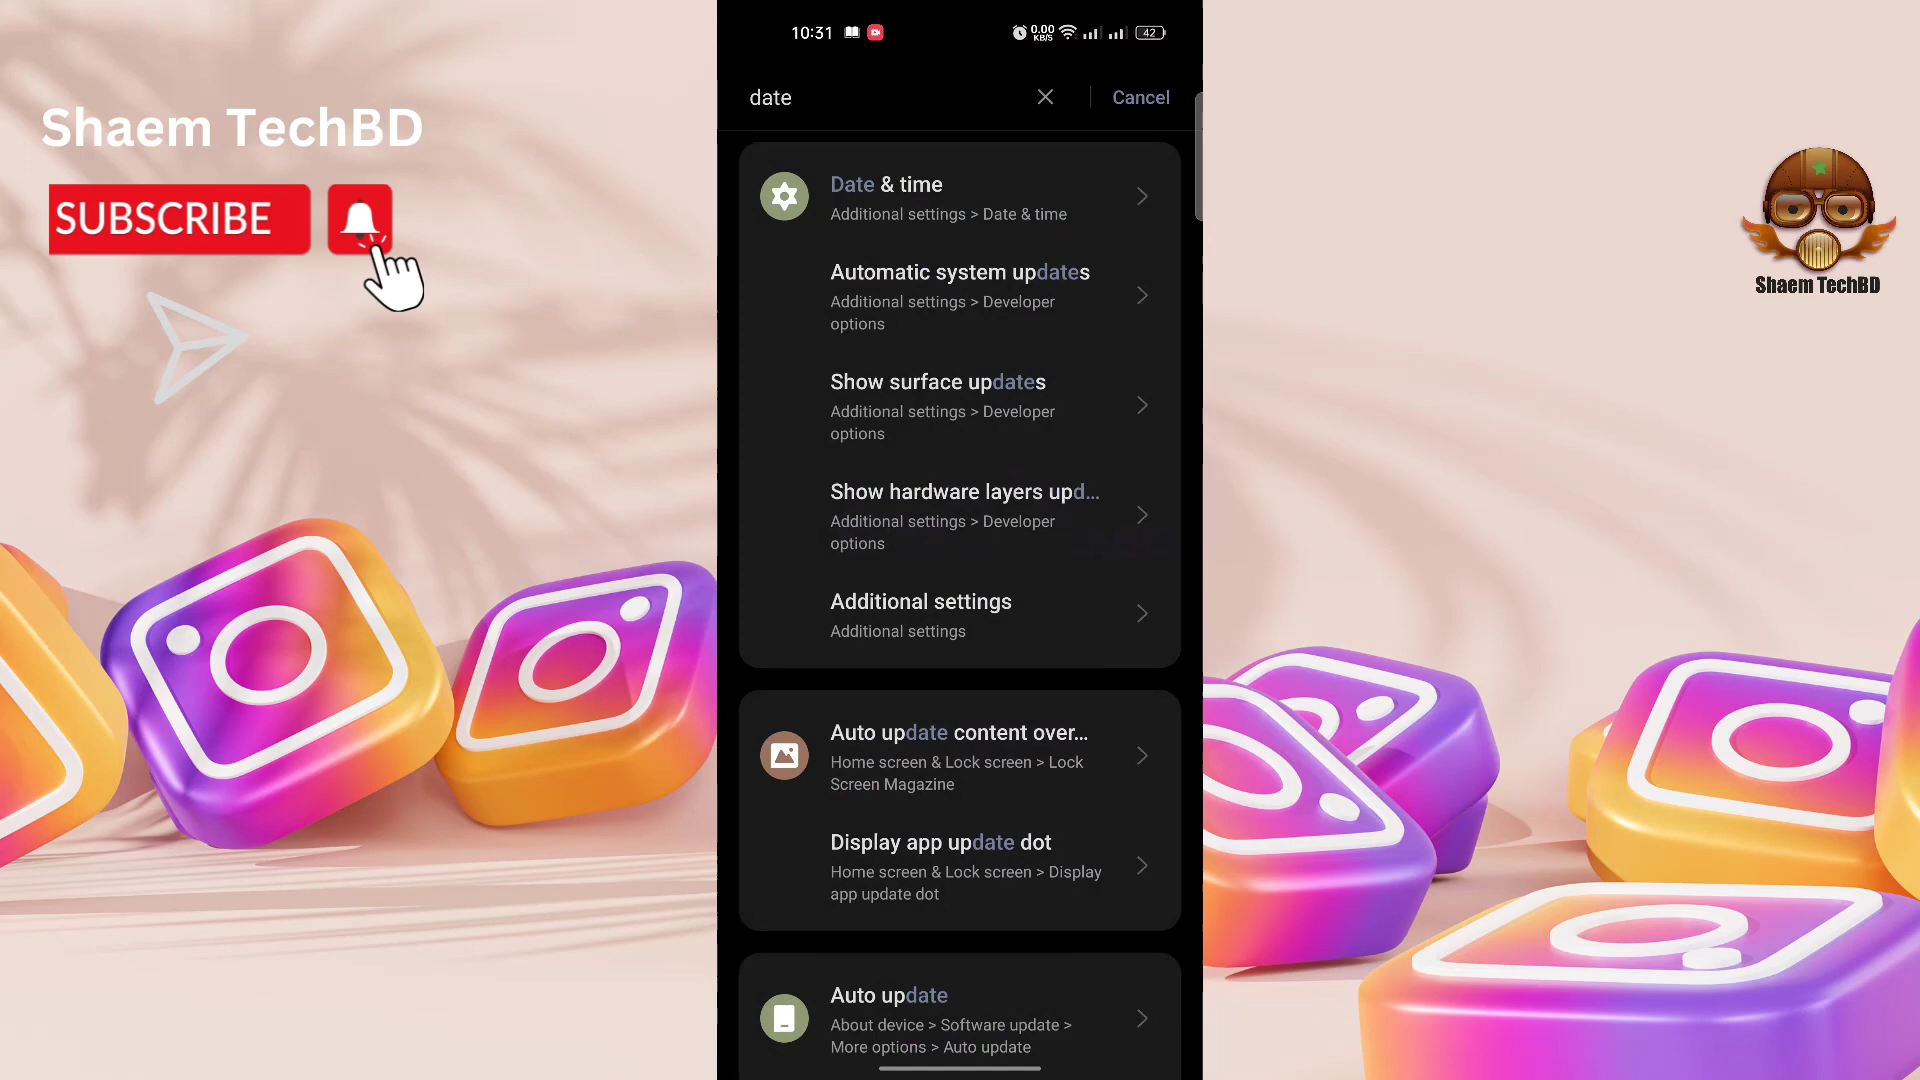 Shaem TechBD
SUBSCRIBE
10:31
0.00
KB/S
42
date
Cancel
Date & time
Additional settings > Date & time
Automatic system updates
Additional settings > Developer
options
Show surface updates
Additional settings > Developer
options
Show hardware layers upd...
Additional settings > Developer
options
Additional settings
Additional settings
Auto update content over...
Home screen & Lock screen > Lock
Screen Magazine
Display app update dot
Home screen & Lock screen > Display
app update dot
Auto update
About device > Software update >
More options > Auto update
Shaem TechBD